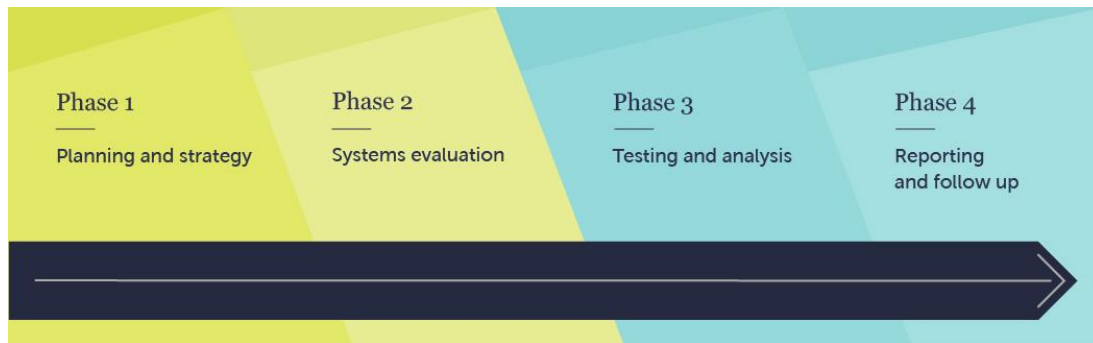 Phase 1
Planning and strategy
Phase 2
Systems evaluation
Phase 3
Testing and analysis
Phase 4
Reporting
and follow up